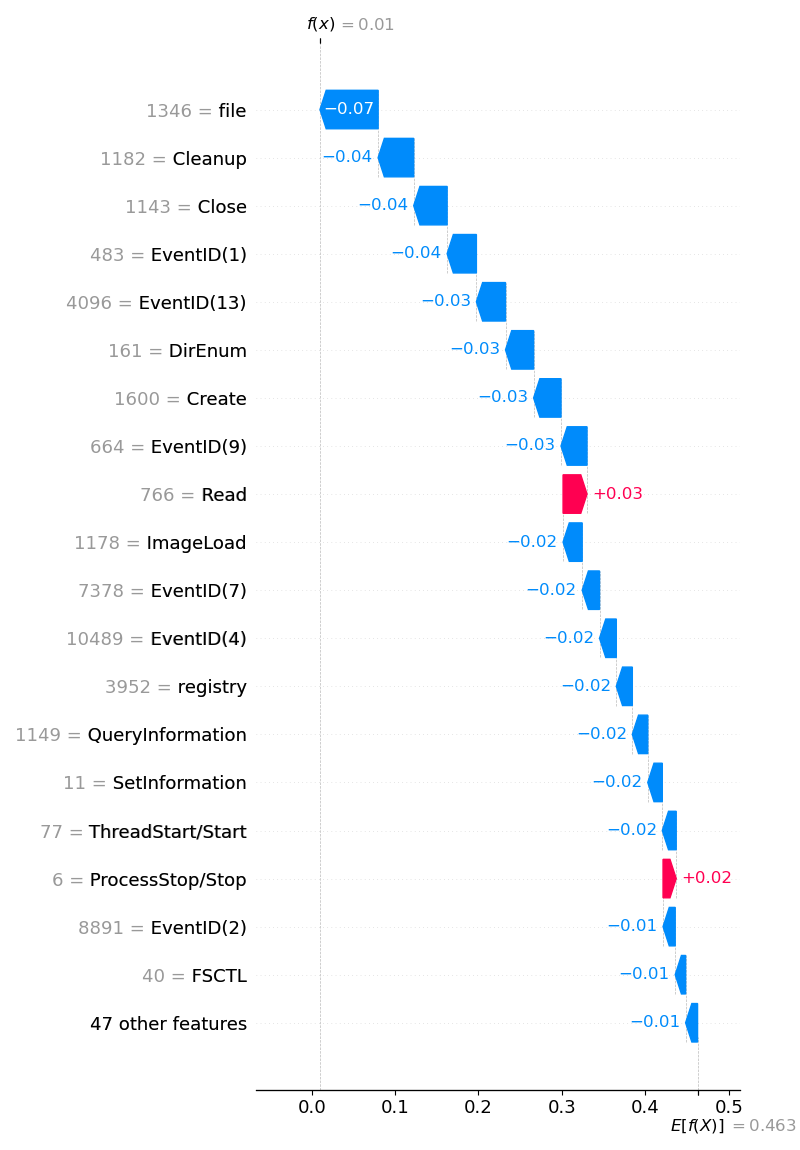 f(x) = 0.01
1346 = file
−0.07
1182 = Cleanup
−0.04
1143 = Close
−0.04
483 = EventID(1)
−0.04
4096 = EventID(13)
−0.03
161 = DirEnum
−0.03
1600 = Create
−0.03
664 = EventID(9)
−0.03
766 = Read
+0.03
1178 = ImageLoad
−0.02
7378 = EventID(7)
−0.02
10489 = EventID(4)
−0.02
3952 = registry
−0.02
1149 = QueryInformation
−0.02
11 = SetInformation
−0.02
77 = ThreadStart/Start
−0.02
6 = ProcessStop/Stop
+0.02
8891 = EventID(2)
−0.01
40 = FSCTL
−0.01
47 other features
−0.01
0.0 0.1 0.2 0.3 0.4 0.5
E[f(X)] = 0.463